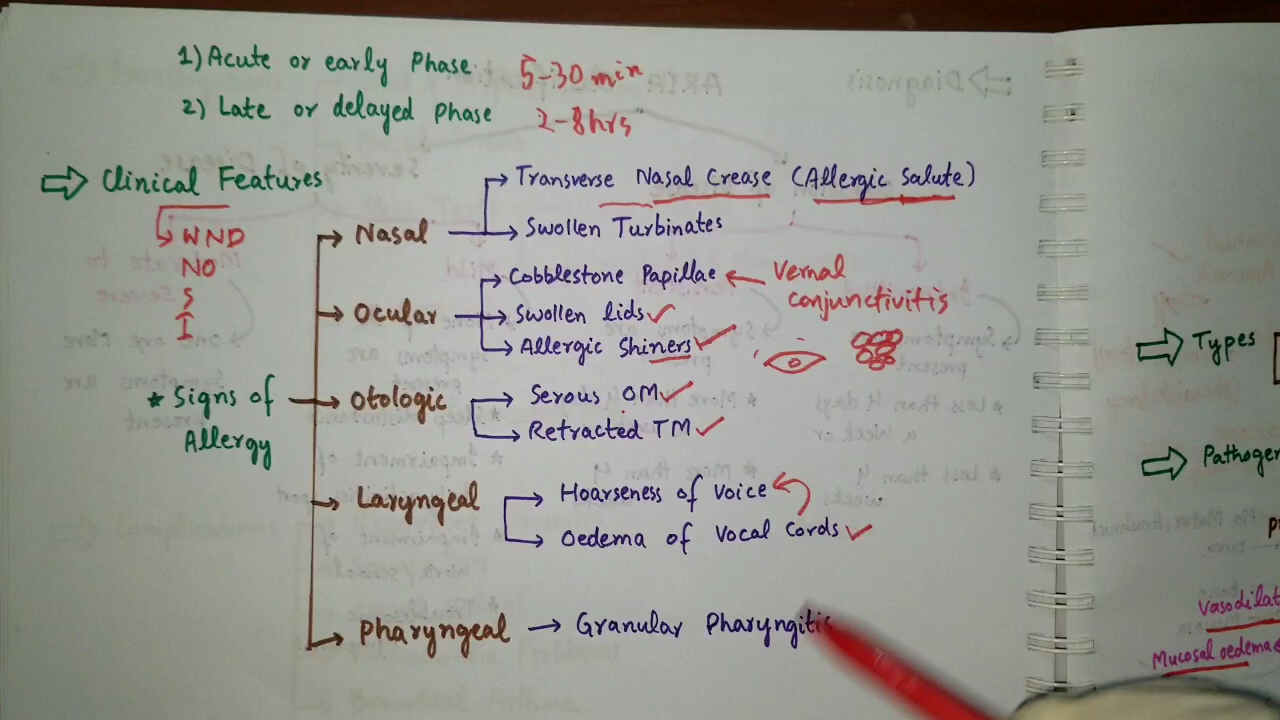 1) Acute or early Phase 5-30 min
2) Late or delayed Phase 2-8hrs
⇒ Clinical Features
WND
NO
S
I
* Signs of Allergy
Nasal
Transverse Nasal Crease (Allergic Salute)
Swollen Turbinates
Ocular
Cobblestone Papillae ← Vernal conjunctivitis
Swollen lids ✓
Allergic Shiners ✓
Otologic
Serous OM ✓
Retracted TM ✓
Laryngeal
Hoarseness of Voice
Oedema of Vocal Cords ✓
Pharyngeal → Granular Pharyngitis
⇒ Types
⇒ Pathogen
Vasodilat
Mucosal oedema